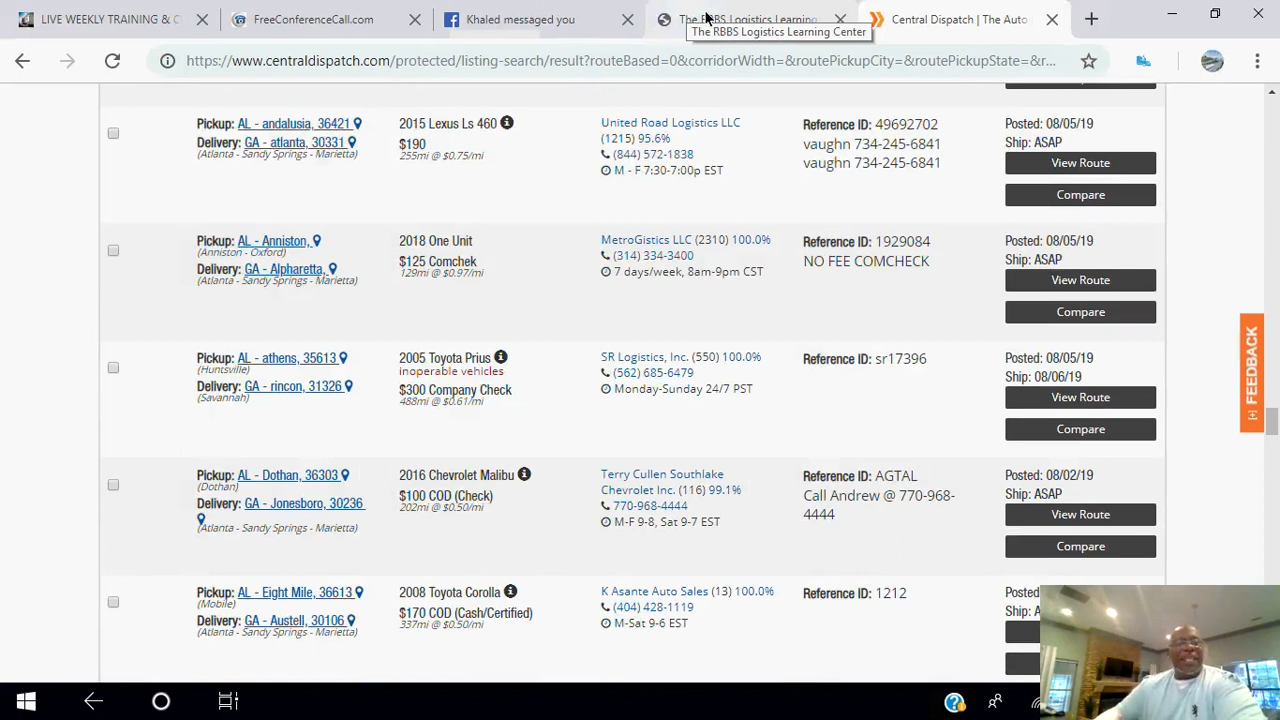 LIVE WEEKLY TRAINING & C
FreeConferenceCall.com
Khaled messaged you
The RBBS Logistics Learning
Central Dispatch | The Auto
The RBBS Logistics Learning Center
https://www.centraldispatch.com/protected/listing-search/result?routeBased=0&corridorWidth=&routePickupCity=&routePickupState=&r...
Pickup: AL - andalusia, 36421
Delivery: GA - atlanta, 30331
(Atlanta - Sandy Springs - Marietta)
2015 Lexus Ls 460
$190
255mi @ $0.75/mi
United Road Logistics LLC
(1215) 95.6%
(844) 572-1838
M - F 7:30-7:00p EST
Reference ID: 49692702
vaughn 734-245-6841
vaughn 734-245-6841
Posted: 08/05/19
Ship: ASAP
View Route
Compare
Pickup: AL - Anniston,
(Anniston - Oxford)
Delivery: GA - Alpharetta,
(Atlanta - Sandy Springs - Marietta)
2018 One Unit
$125 Comchek
129mi @ $0.97/mi
MetroGistics LLC (2310) 100.0%
(314) 334-3400
7 days/week, 8am-9pm CST
Reference ID: 1929084
NO FEE COMCHECK
Posted: 08/05/19
Ship: ASAP
View Route
Compare
Pickup: AL - athens, 35613
(Huntsville)
Delivery: GA - rincon, 31326
(Savannah)
2005 Toyota Prius
inoperable vehicles
$300 Company Check
488mi @ $0.61/mi
SR Logistics, Inc. (550) 100.0%
(562) 685-6479
Monday-Sunday 24/7 PST
Reference ID: sr17396
Posted: 08/05/19
Ship: 08/06/19
View Route
Compare
Pickup: AL - Dothan, 36303
(Dothan)
Delivery: GA - Jonesboro, 30236
(Atlanta - Sandy Springs - Marietta)
2016 Chevrolet Malibu
$100 COD (Check)
202mi @ $0.50/mi
Terry Cullen Southlake
Chevrolet Inc. (116) 99.1%
770-968-4444
M-F 9-8, Sat 9-7 EST
Reference ID: AGTAL
Call Andrew @ 770-968-
4444
Posted: 08/02/19
Ship: ASAP
View Route
Compare
Pickup: AL - Eight Mile, 36613
(Mobile)
Delivery: GA - Austell, 30106
(Atlanta - Sandy Springs - Marietta)
2008 Toyota Corolla
$170 COD (Cash/Certified)
337mi @ $0.50/mi
K Asante Auto Sales (13) 100.0%
(404) 428-1119
M-Sat 9-6 EST
Reference ID: 1212
Poste
Ship: A
[+] FEEDBACK